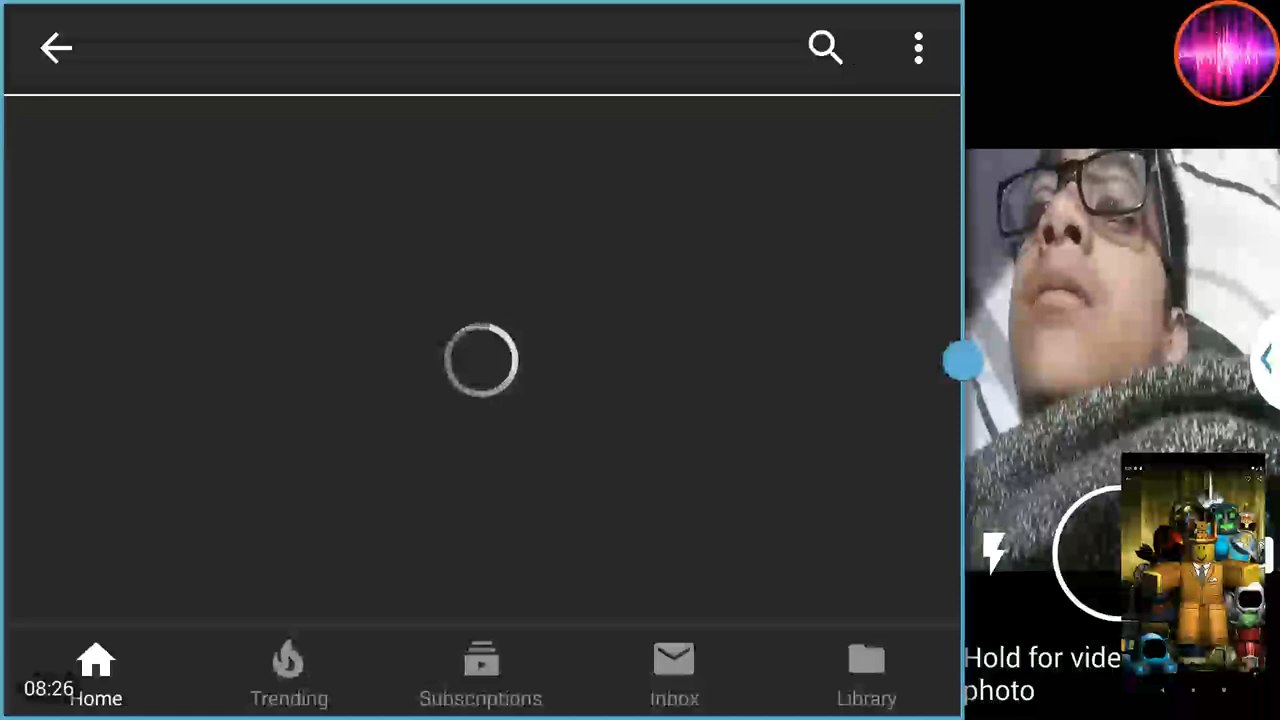 08:26
Home
Trending
Subscriptions
Inbox
Library
Hold for vide
photo